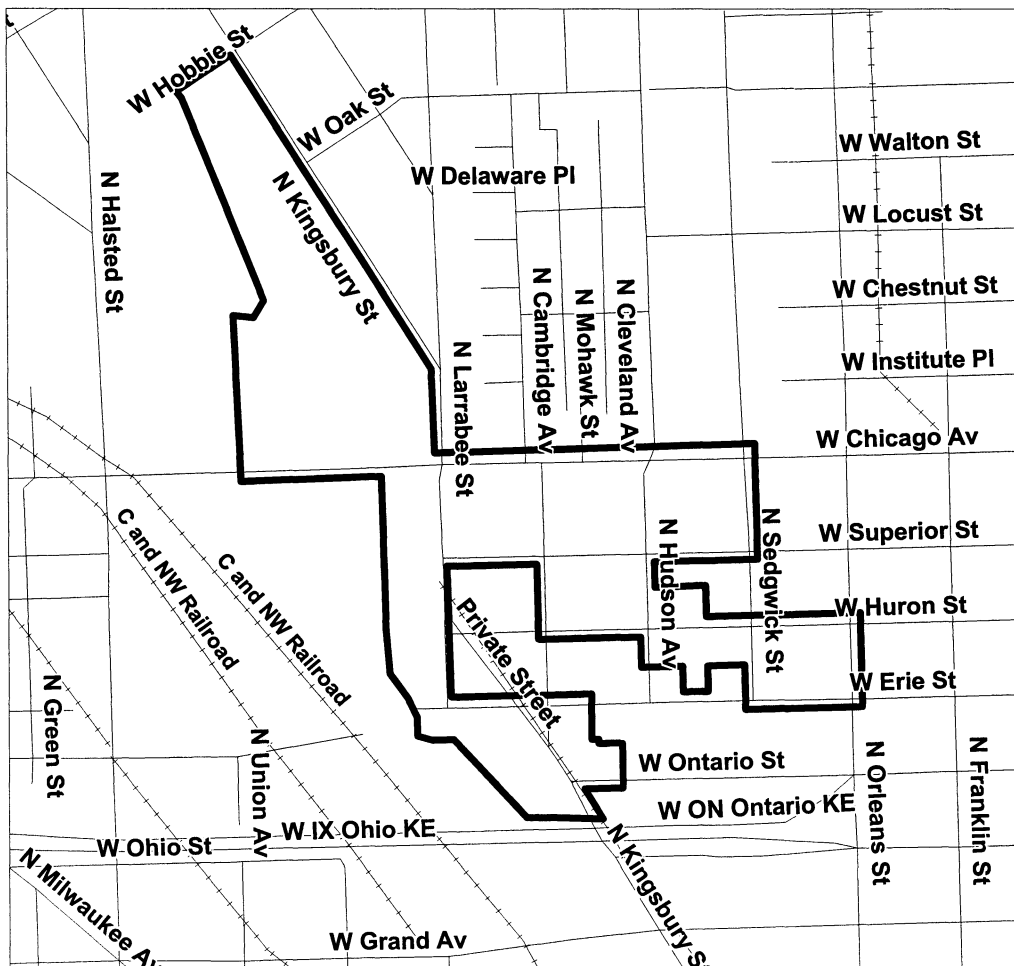 W Hobbie St
W Oak St
W Walton St
W Delaware Pl
N Halsted St
N Kingsbury St
W Locust St
N Cambridge Av
N Mohawk St
N Cleveland Av
W Chestnut St
N Larrabee St
W Institute Pl
W Chicago Av
C and NW Railroad
C and NW Railroad
N Hudson Av
N Sedgwick St
W Superior St
Private Street
W Huron St
N Green St
W Erie St
N Union Av
W Ontario St
N Orleans St
N Franklin St
W ON Ontario KE
W IX Ohio KE
W Ohio St
N Kingsbury S
N Milwaukee Av
W Grand Av